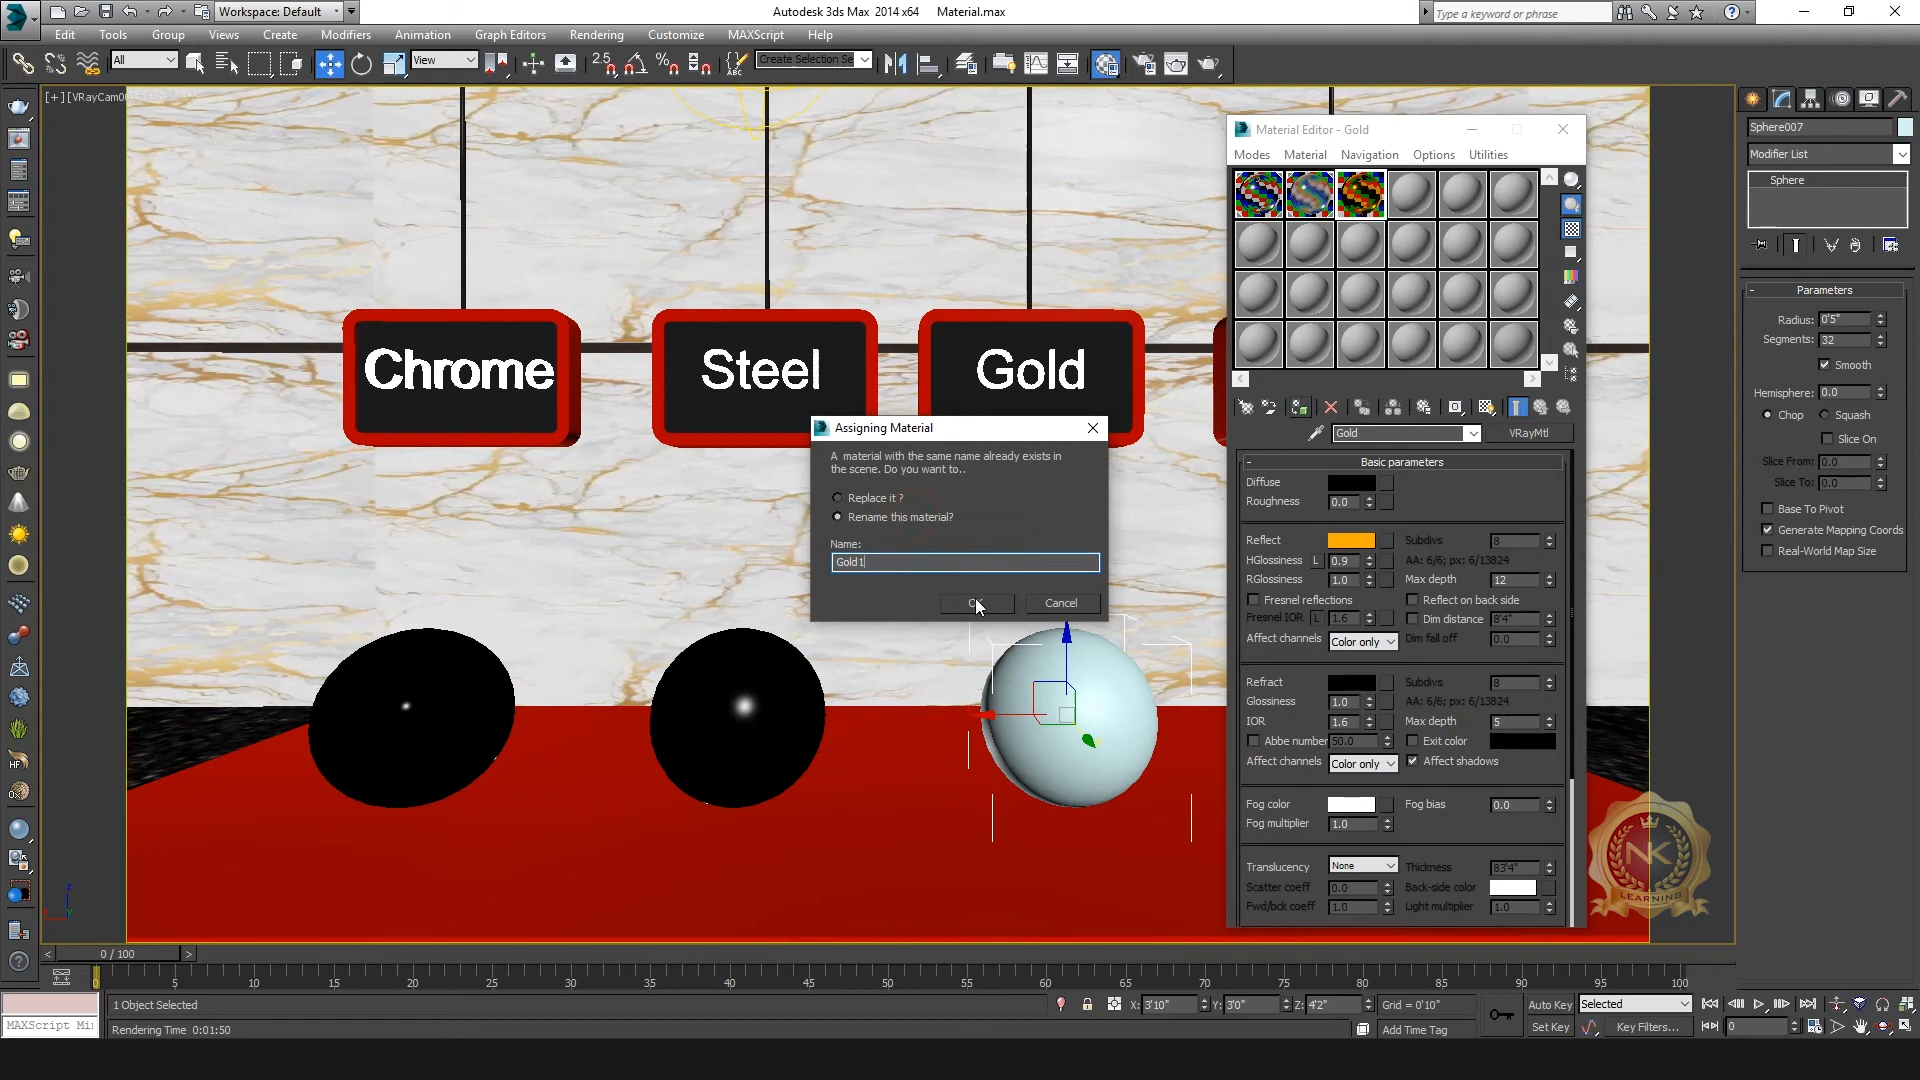 Workspace: Default
Autodesk 3ds Max 2014 x64 Material.max
Type a keyword or phrase
Edit Tools Group Views Create Modifiers Animation Graph Editors Rendering Customize MAXScript Help
All
View
2.5
Create Selection Se
[+][VRayCam0
Chrome
Steel
Gold
Material Editor - Gold
Modes Material Navigation Options Utilities
Gold
VRayMtl
- Basic parameters
Diffuse
Roughness 0.0
Reflect Subdivs 8
HGlossiness L 0.9 AA: 6/6; px: 6/13824
RGlossiness 1.0 Max depth 12
Fresnel reflections Reflect on back side
Fresnel IOR L 1.6 Dim distance 8'4"
Affect channels Color only Dim fall off 0.0
Refract Subdivs 8
Glossiness 1.0 AA: 6/6; px: 6/13824
IOR 1.6 Max depth 5
Abbe number 50.0 Exit color
Affect channels Color only Affect shadows
Fog color Fog bias 0.0
Fog multiplier 1.0
Translucency None Thickness 83'4"
Scatter coeff 0.0 Back-side color
Fwd/bck coeff 1.0 Light multiplier 1.0
Assigning Material
A material with the same name already exists in
the scene. Do you want to..
Replace it ?
Rename this material?
Name:
Gold1
Cancel
Sphere007
Modifier List
Sphere
- Parameters
Radius: 0'5"
Segments: 32
Smooth
Hemisphere: 0.0
Chop Squash
Slice On
Slice From: 0.0
Slice To: 0.0
Base To Pivot
Generate Mapping Coords
Real-World Map Size
NK
LEARNING
HF
z
< 0 / 100 >
0 5 10 15 20 25 30 35 40 45 50 55 60 65 70 75 80 85 90 95 100
1 Object Selected
X: 3'10" Y: 3'0" Z: 4'2" Grid = 0'10"
Auto Key Selected
MAXScript Mi
Rendering Time 0:01:50
Add Time Tag
Set Key Key Filters...
0